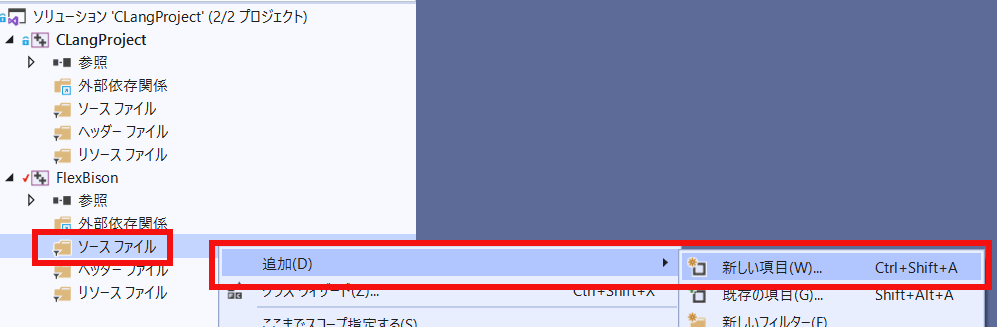 ソリューション 'CLangProject' (2/2 プロジェクト)
CLangProject
参照
外部依存関係
ソース ファイル
ヘッダー ファイル
リソース ファイル
FlexBison
参照
外部依存関係
ソース ファイル
ヘッダー ファイル
リソース ファイル
追加(D)
クラス ウィザード(Z)... Ctrl+Shift+X
ここまでスコープ指定する(S)
新しい項目(W)... Ctrl+Shift+A
既存の項目(G)... Shift+Alt+A
新しいフィルター(F)